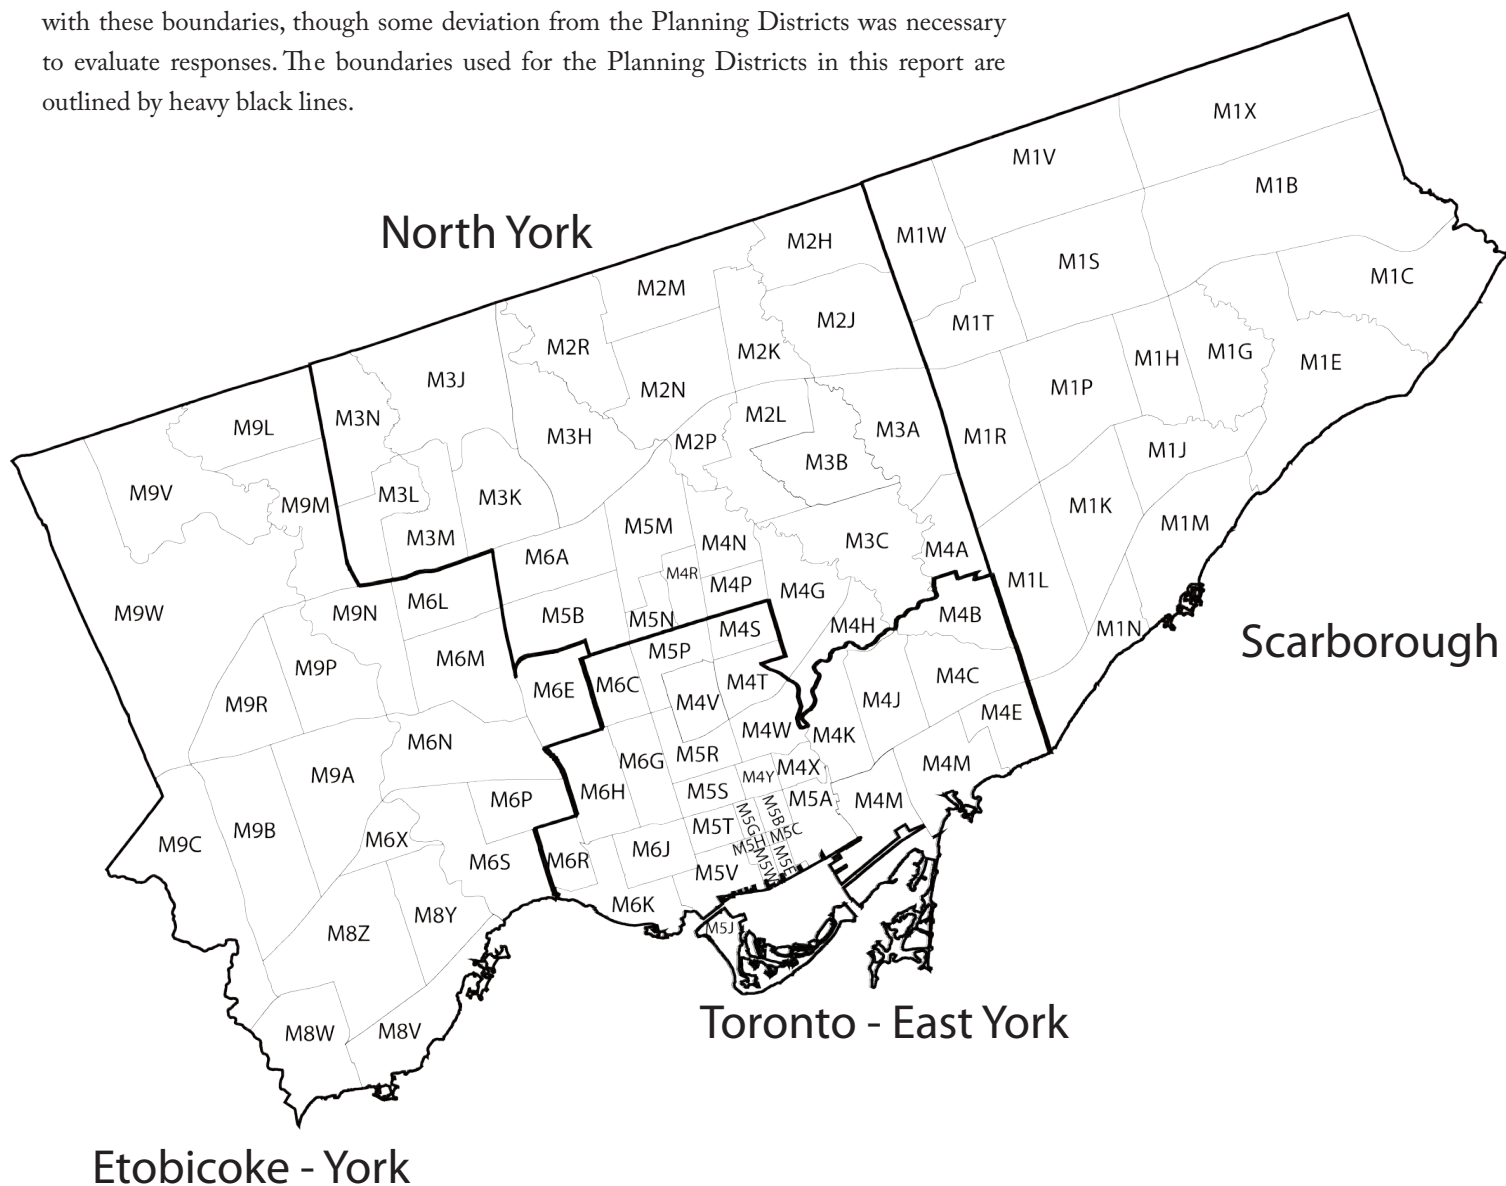 with these boundaries, though some deviation from the Planning Districts was necessary
to evaluate responses. The boundaries used for the Planning Districts in this report are
outlined by heavy black lines.
M1X
M1V
M1B
North York
M2H
M1W
M1S
M1C
M2M
M2J
M1T
M2R
M2K
M1H
M1G
M1E
M3J
M2N
M1P
M3N
M9L
M2L
M3H
M2P
M3A
M1R
M1J
M3B
M9V
M3L
M3K
M9M
M1K
M5M
M1M
M3M
M4N
M3C
M4A
M6A
M4R
M4P
M1L
M4G
M9W
M9N
M6L
M5B
M5N
M4H
M4B
M1N
M4S
Scarborough
M5P
M6M
M9P
M6E
M6C
M4T
M4C
M9R
M4V
M4J
M4E
M4W
M4K
M6N
M6G
M5R
M9A
M4Y
M4X
M4M
M6P
M6H
M5S
M5A
M4M
M9B
M5G
M5B
M5T
M5C
M9C
M6X
M5H
M6J
M6S
M6R
M5W
M5E
M5V
M6K
M8Y
M8Z
M5J
Toronto - East York
M8W
M8V
Etobicoke - York